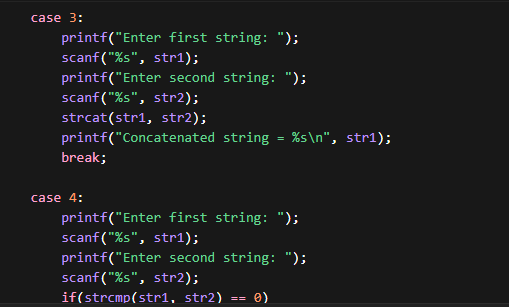 case 3:
printf("Enter first string: ");
scanf("%s", str1);
printf("Enter second string: ");
scanf("%s", str2);
strcat(str1, str2);
printf("Concatenated string = %s\n", str1);
break;
case 4:
printf("Enter first string: ");
scanf("%s", str1);
printf("Enter second string: ");
scanf("%s", str2);
if(strcmp(str1, str2) == 0)